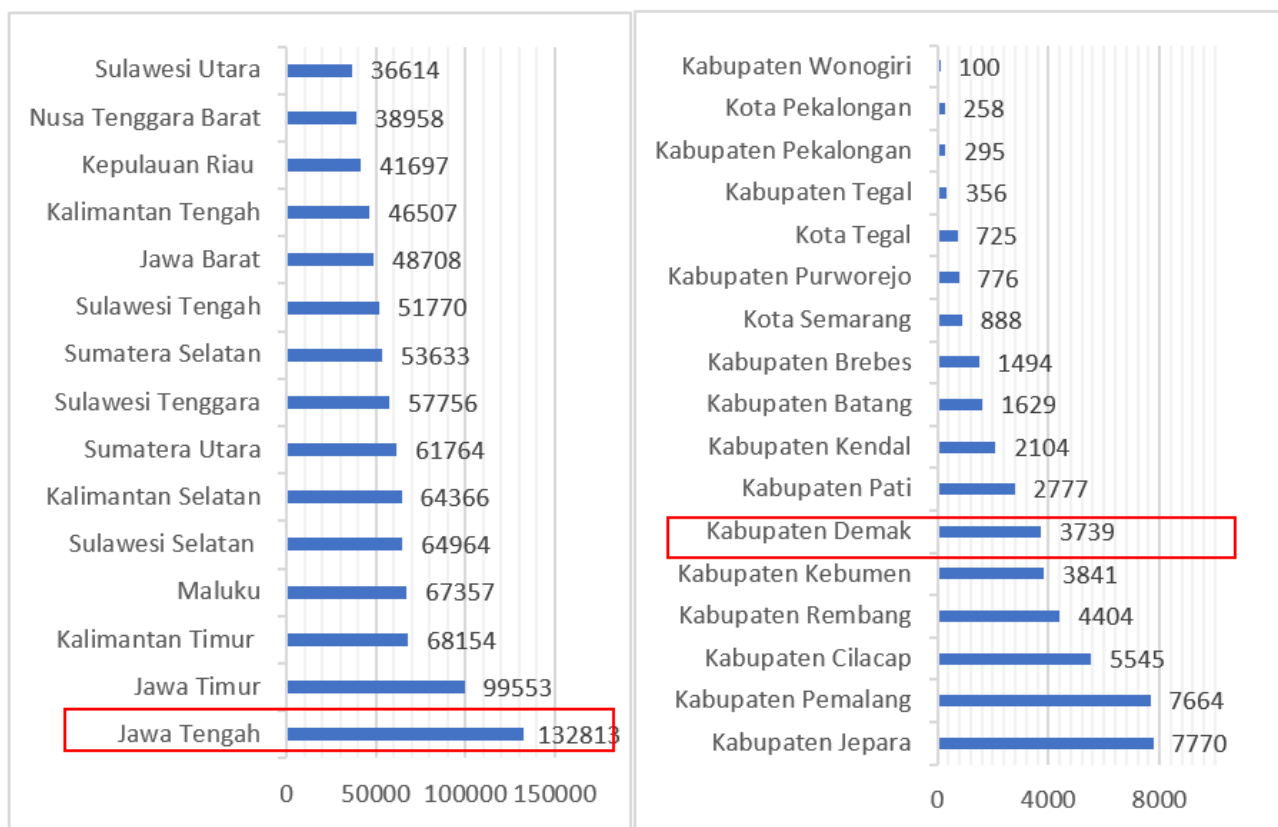 Sulawesi Utara 36614
Nusa Tenggara Barat 38958
Kepulauan Riau 41697
Kalimantan Tengah 46507
Jawa Barat 48708
Sulawesi Tengah 51770
Sumatera Selatan 53633
Sulawesi Tenggara 57756
Sumatera Utara 61764
Kalimantan Selatan 64366
Sulawesi Selatan 64964
Maluku 67357
Kalimantan Timur 68154
Jawa Timur 99553
Jawa Tengah 132813
0 50000 100000 150000
Kabupaten Wonogiri 100
Kota Pekalongan 258
Kabupaten Pekalongan 295
Kabupaten Tegal 356
Kota Tegal 725
Kabupaten Purworejo 776
Kota Semarang 888
Kabupaten Brebes 1494
Kabupaten Batang 1629
Kabupaten Kendal 2104
Kabupaten Pati 2777
Kabupaten Demak 3739
Kabupaten Kebumen 3841
Kabupaten Rembang 4404
Kabupaten Cilacap 5545
Kabupaten Pemalang 7664
Kabupaten Jepara 7770
0 4000 8000